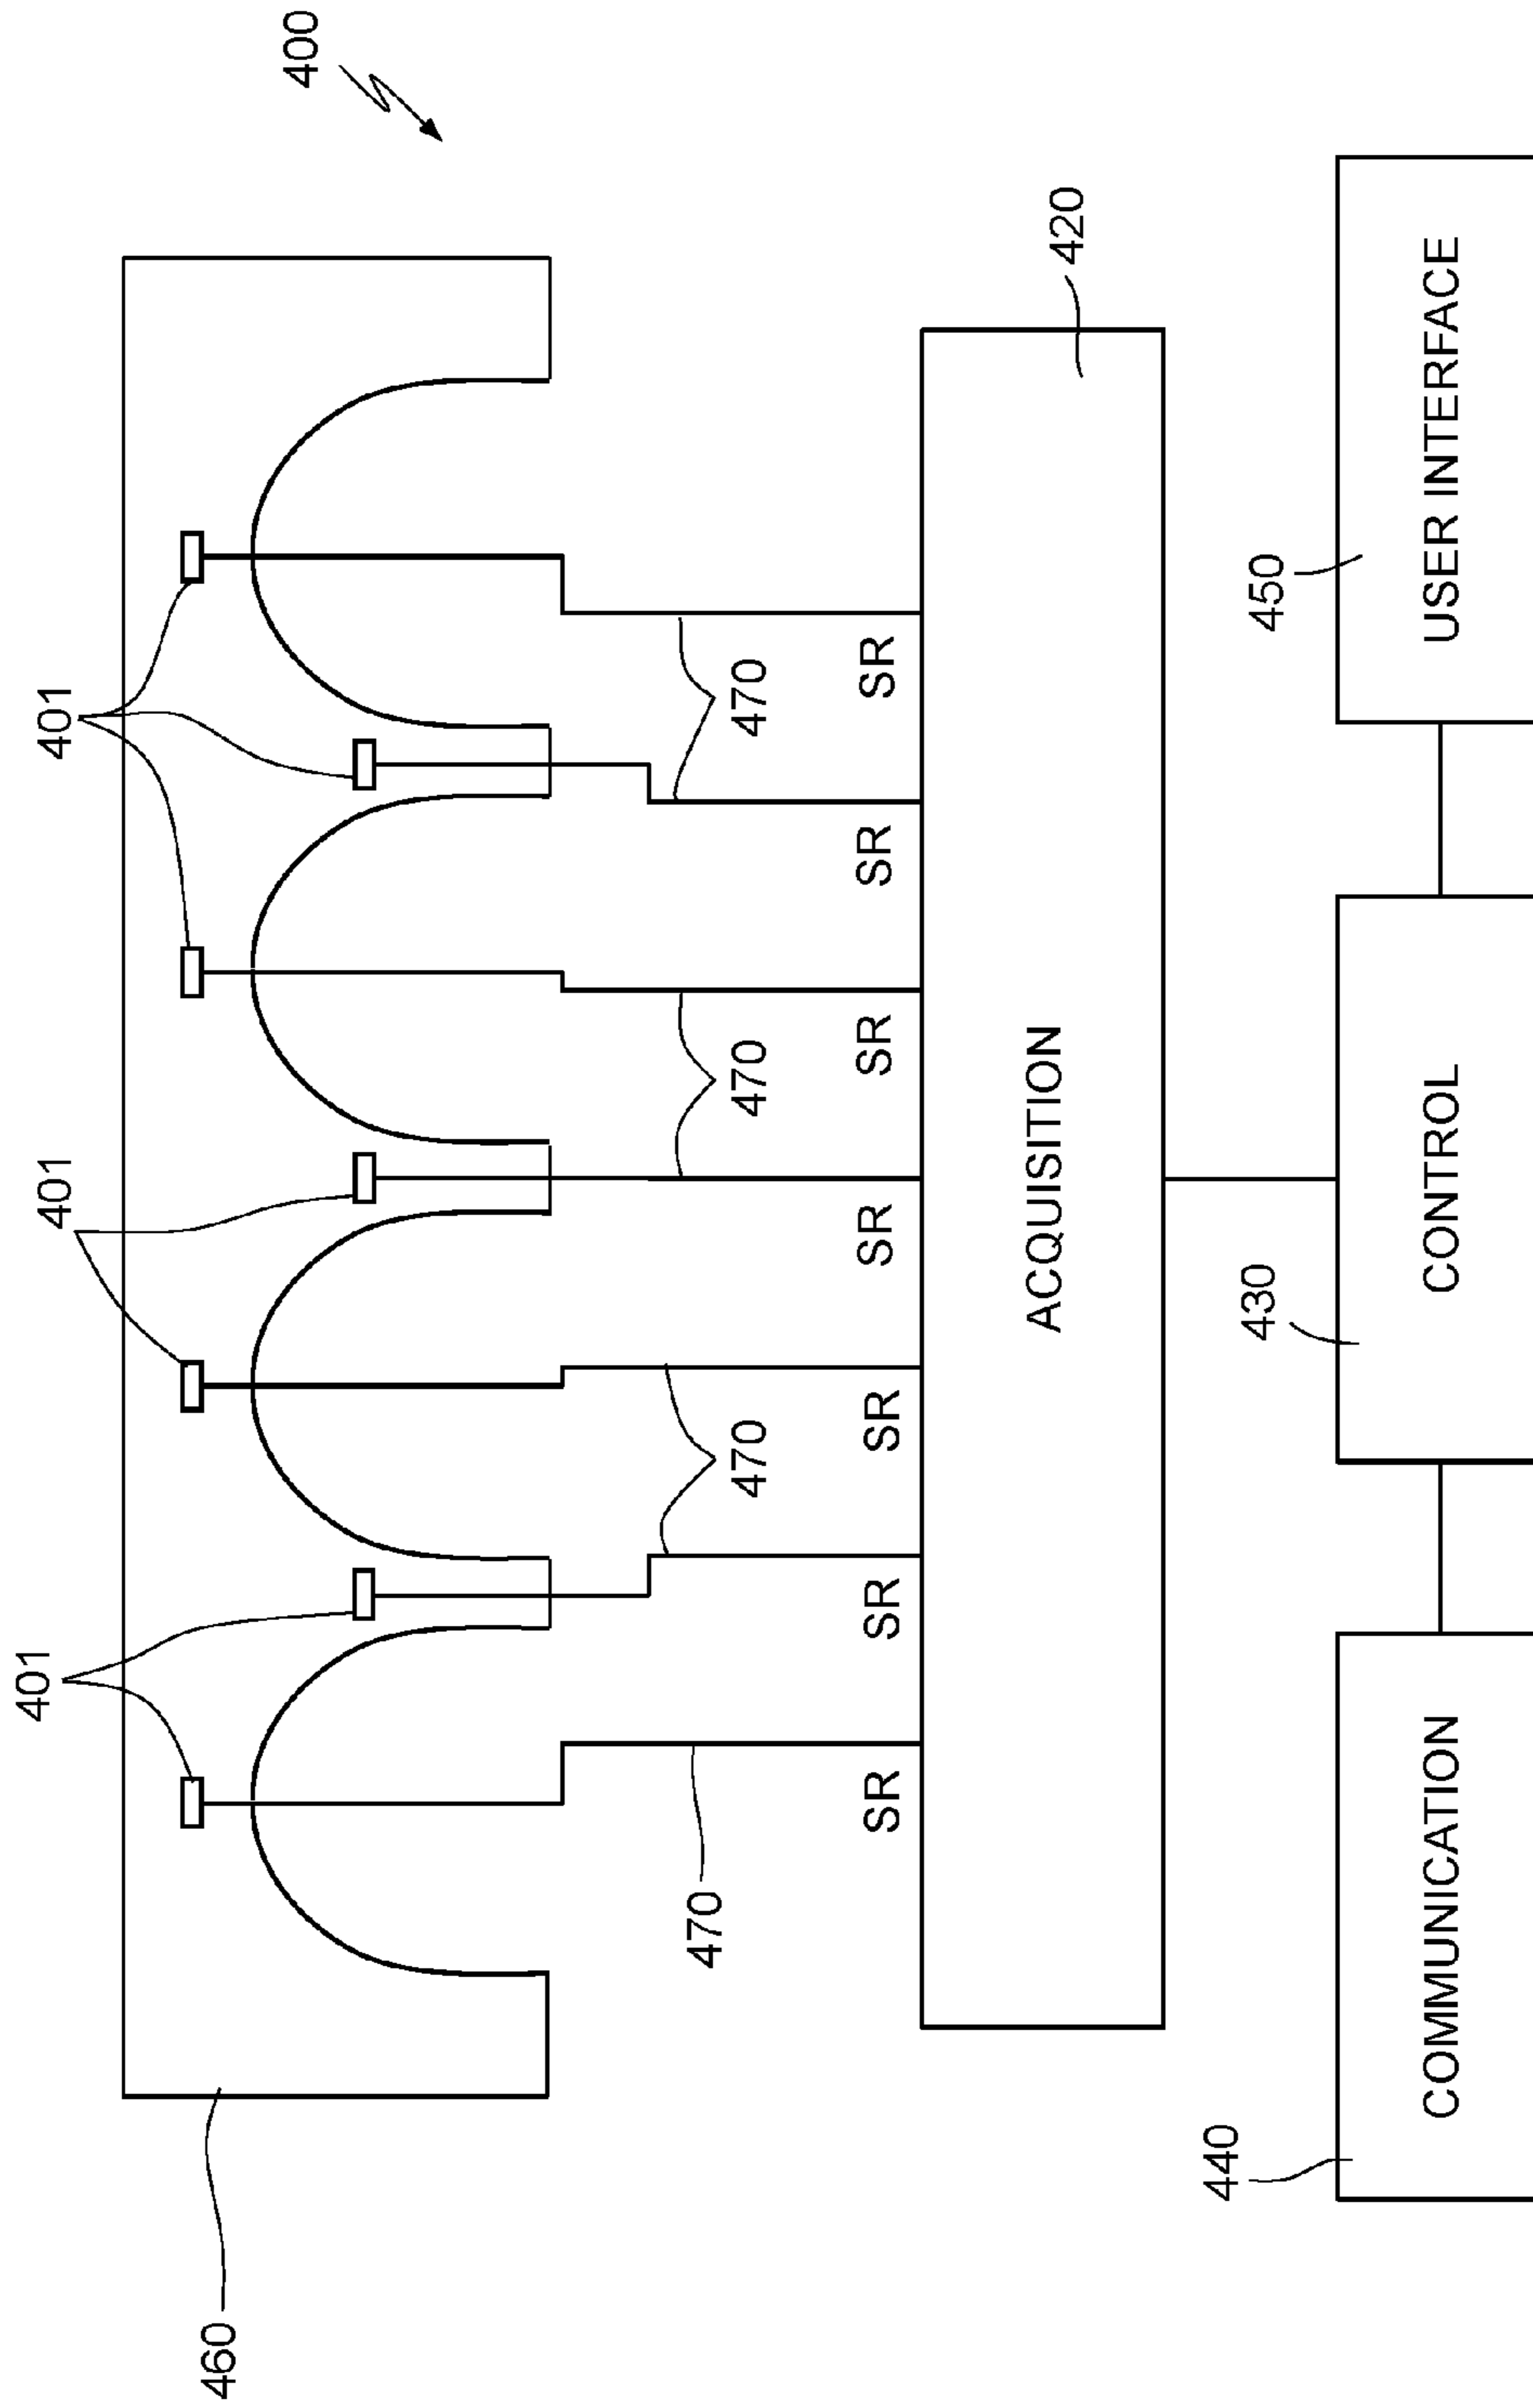 401
401
401
460
400
470
470
470
470
SR
SR
SR
SR
SR
SR
SR
ACQUISITION
420
440
430
450
COMMUNICATION
CONTROL
USER INTERFACE